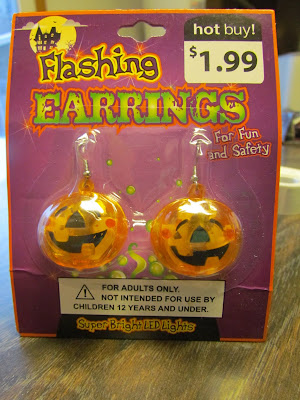 hot buy!
$1.99
Flashing
EARRINGS
For Fun
and Safety
FOR ADULTS ONLY.
NOT INTENDED FOR USE BY
CHILDREN 12 YEARS AND UNDER.
Super Bright LED Lights